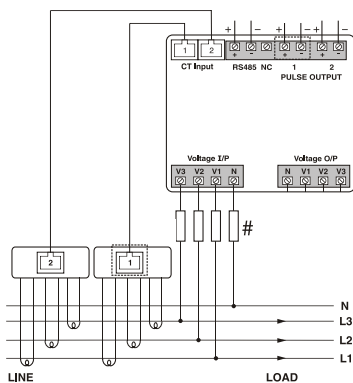 + - + - + -
1 2
+ - + - + -
CT Input RS485 NC 1 2
PULSE OUTPUT
Voltage I/P Voltage O/P
V3 V2 V1 N N V1 V2 V3
#
2 1
N
L3
L2
L1
LINE LOAD